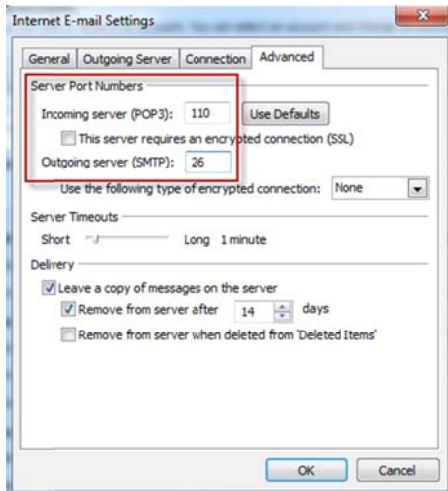 Internet E-mail Settings
General Outgoing Server Connection Advanced
Server Port Numbers
Incoming server (POP3): 110 Use Defaults
This server requires an encrypted connection (SSL)
Outgoing server (SMTP): 26
Use the following type of encrypted connection: None
Server Timeouts
Short Long 1 minute
Delivery
Leave a copy of messages on the server
Remove from server after 14 days
Remove from server when deleted from 'Deleted Items'
OK Cancel